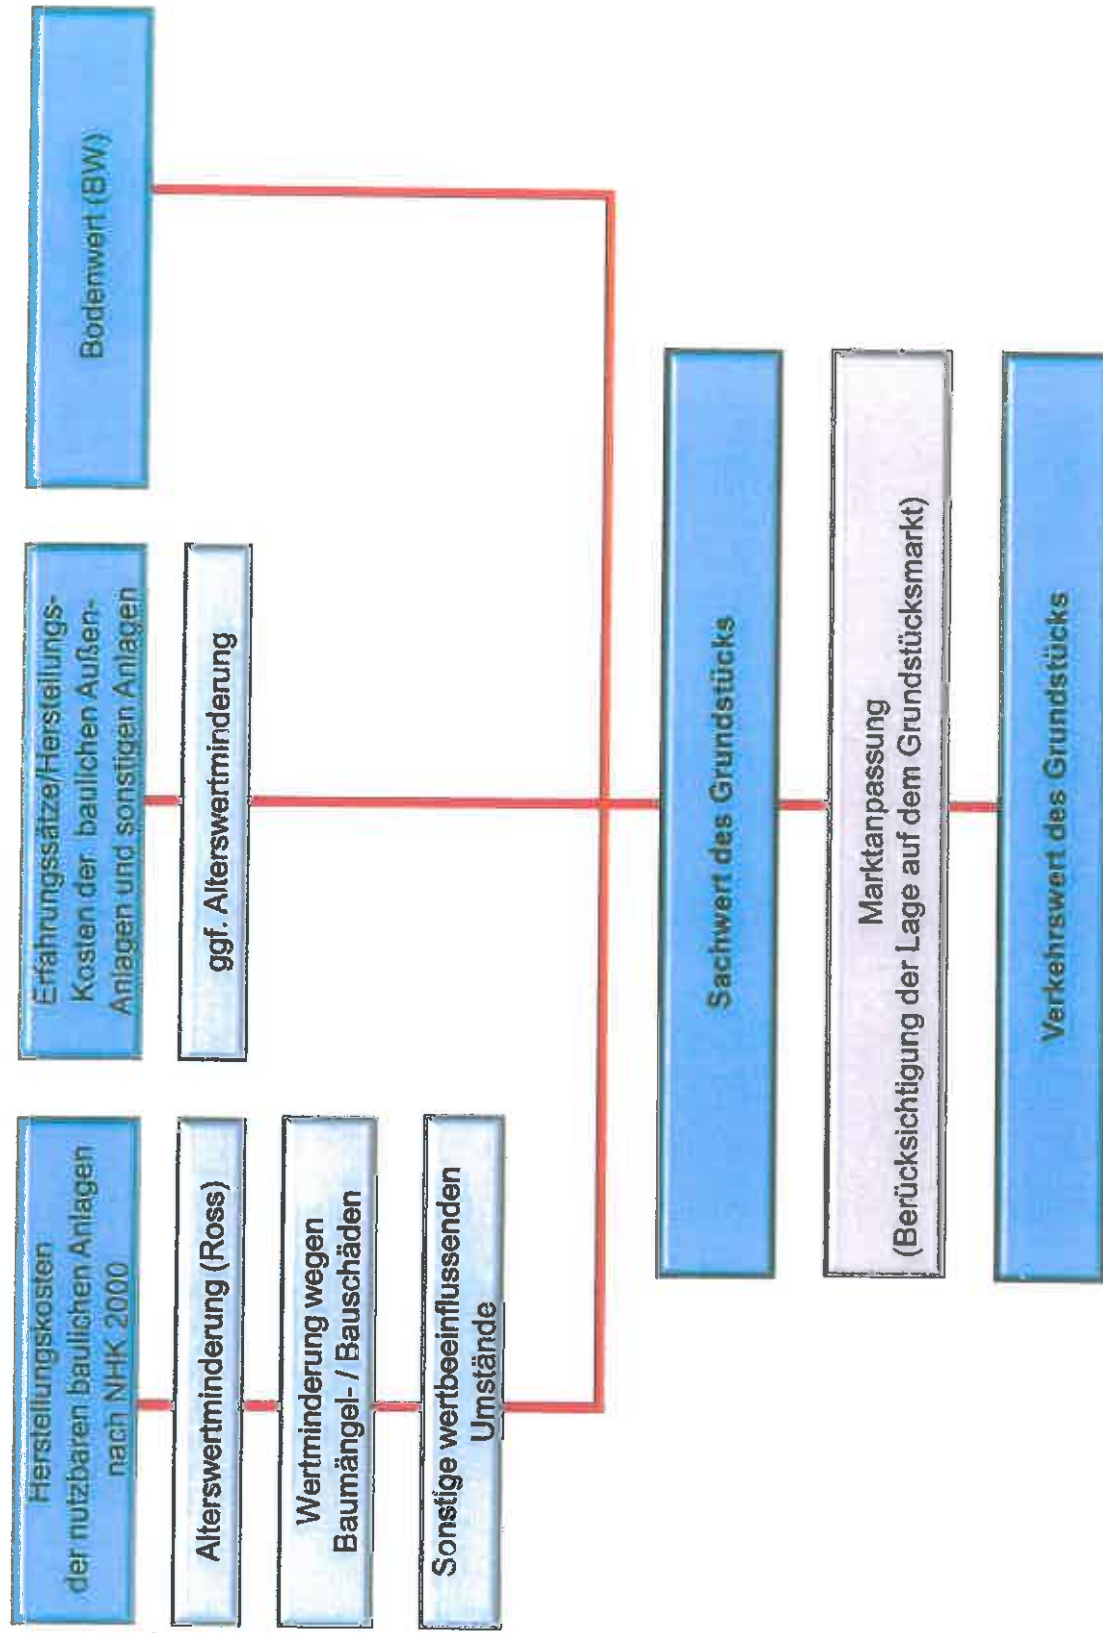 Herstellungskosten
der nutzbaren baulichen Anlagen
nach NHK 2000
Alterswertminderung (Ross)
Wertminderung wegen
Baumängel- / Bauschäden
Sonstige wertbeeinflussenden
Umstände
Erfahrungssätze/Herstellungs-
Kosten der baulichen Außen-
Anlagen und sonstigen Anlagen
ggf. Alterswertminderung
Bodenwert (BW)
Sachwert des Grundstücks
Marktanpassung
(Berücksichtigung der Lage auf dem Grundstücksmarkt)
Verkehrswert des Grundstücks